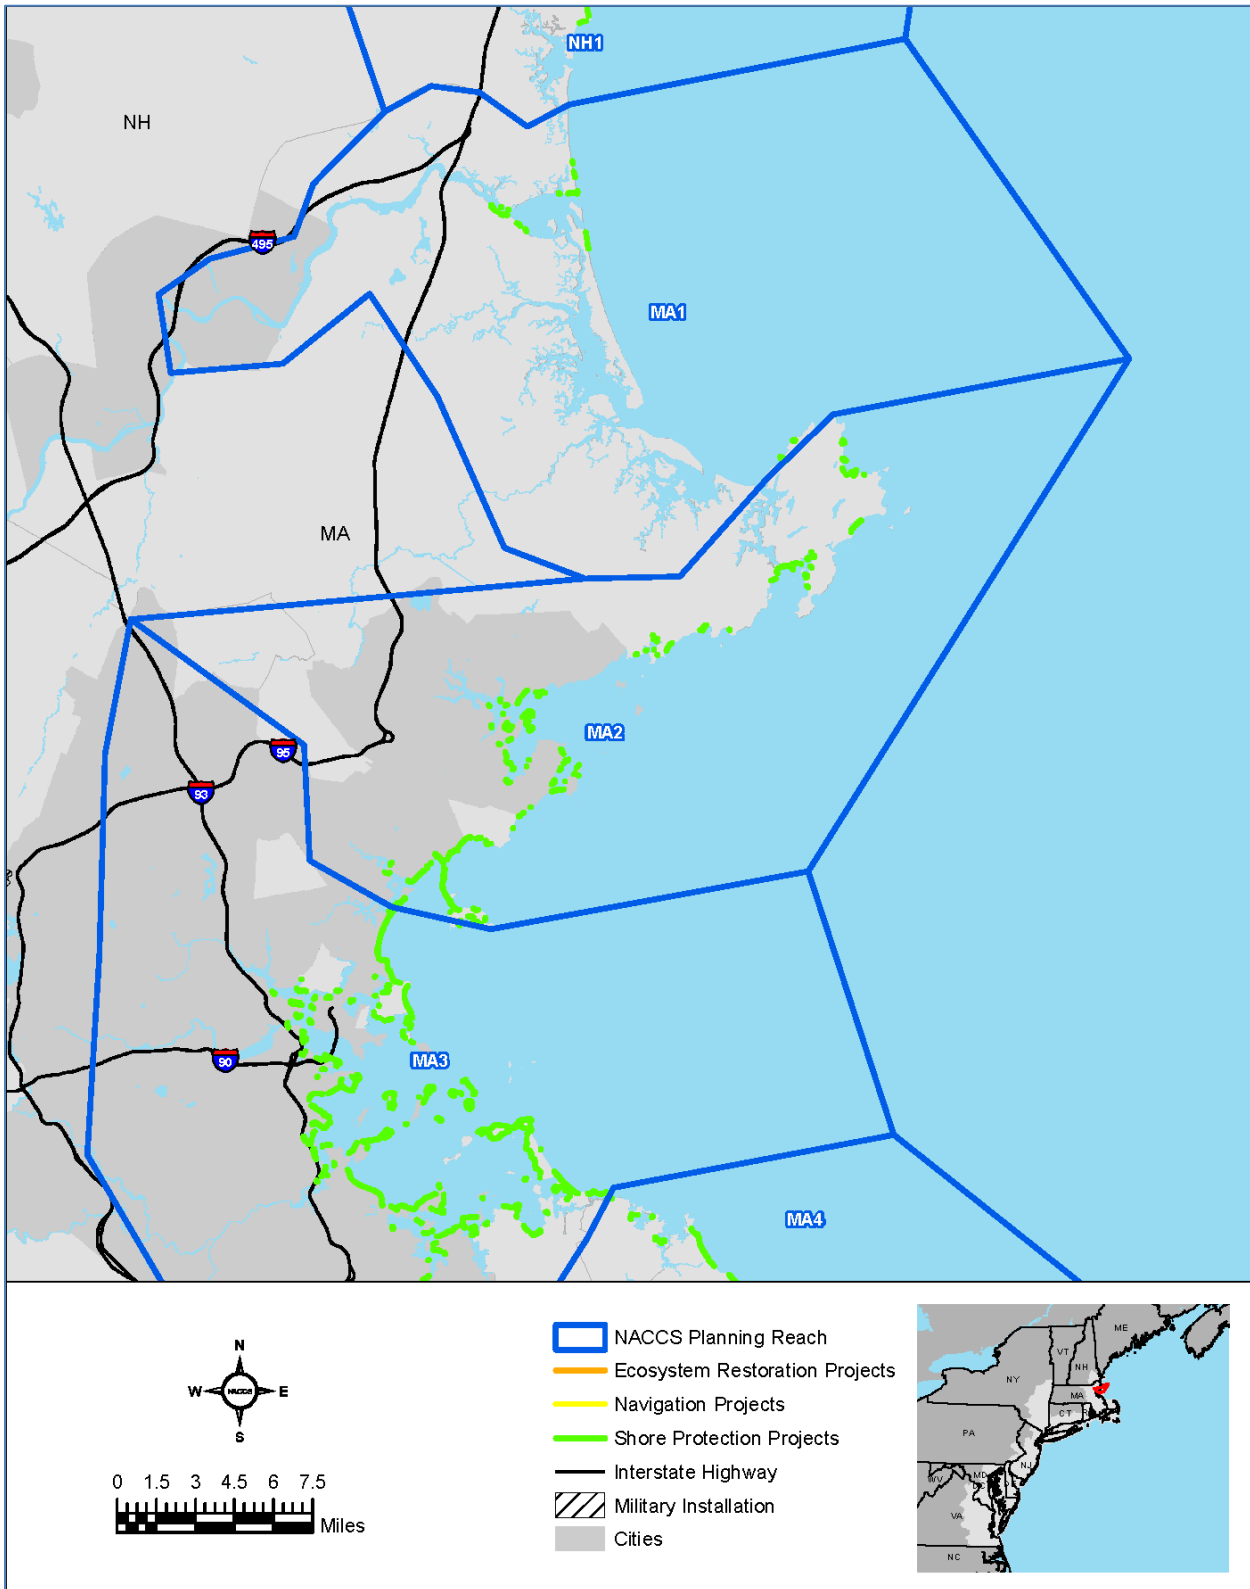 NH1
NH
495
MA1
MA
MA2
95
93
90
MA3
MA4
N
W NACCS E
S
0 1.5 3 4.5 6 7.5
Miles
NACCS Planning Reach
Ecosystem Restoration Projects
Navigation Projects
Shore Protection Projects
Interstate Highway
Military Installation
Cities
ME
VT
NH
NY
MA
CT
PA
NJ
MD
WV
VA
NC